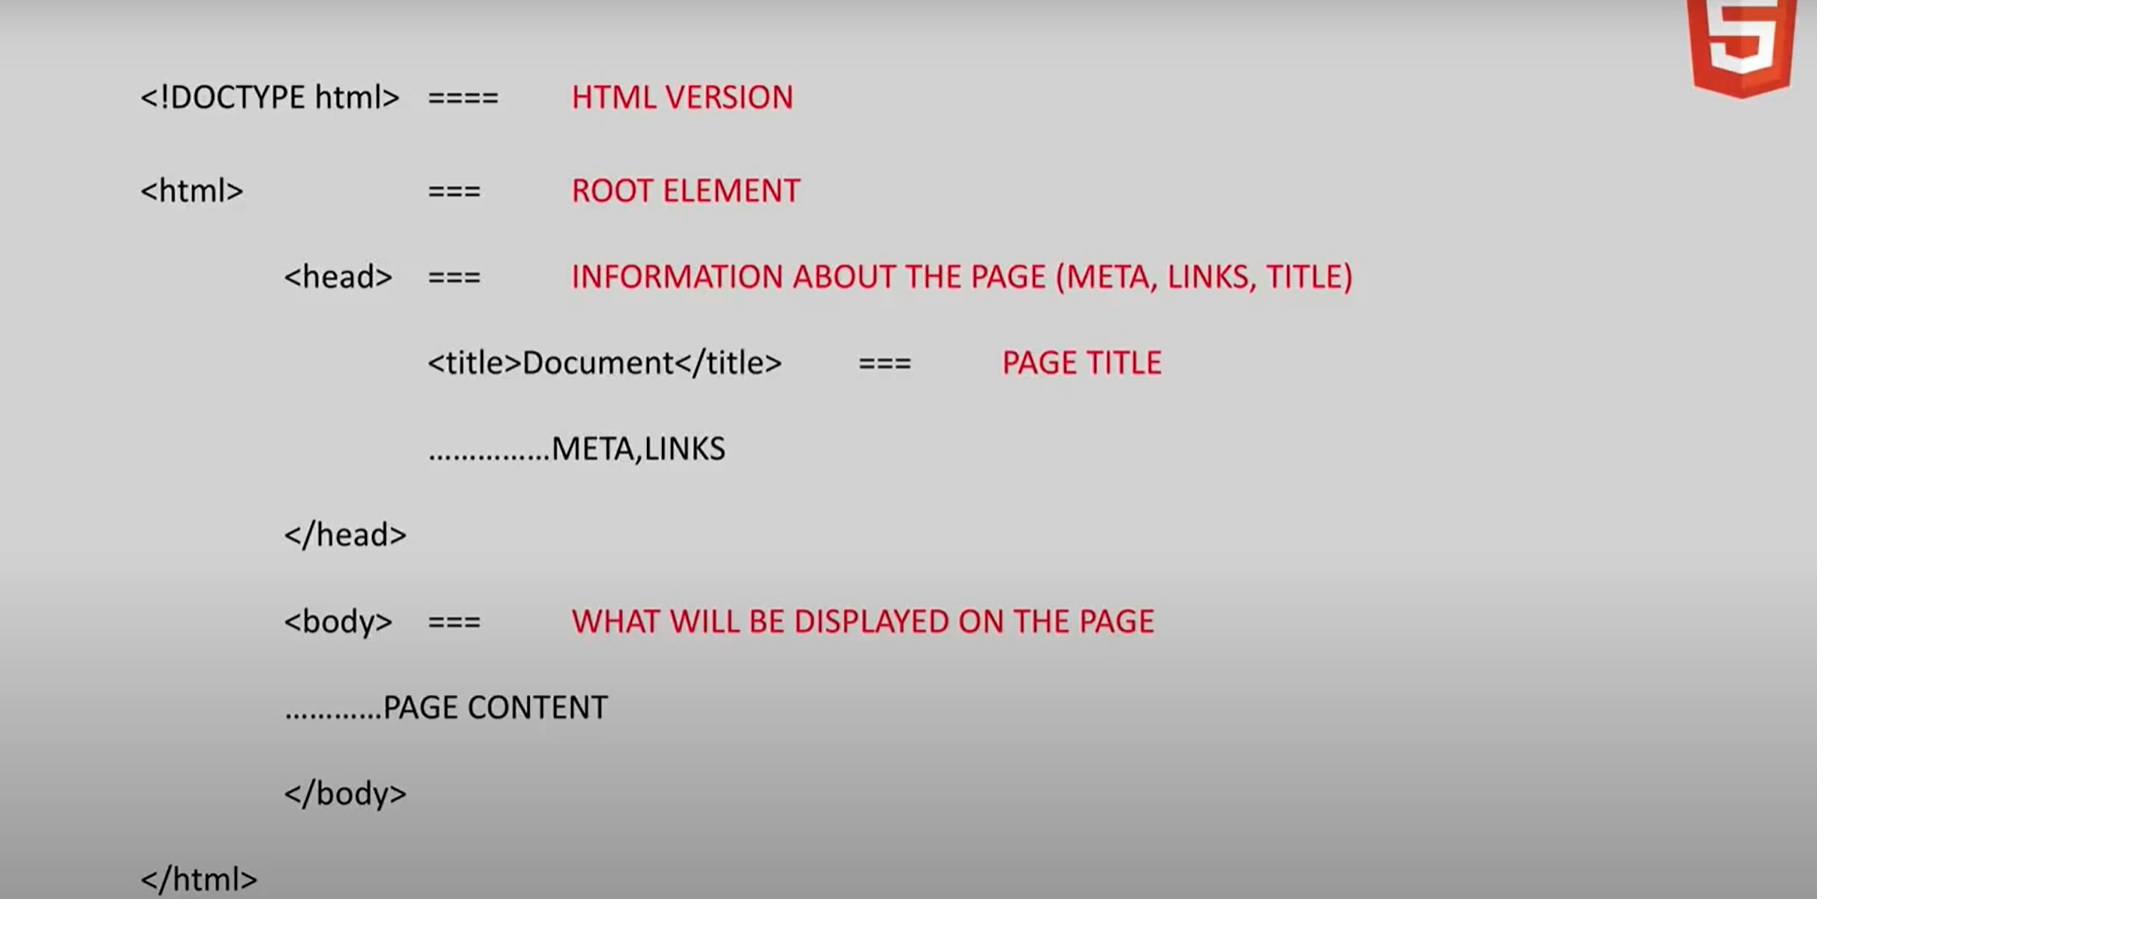 <!DOCTYPE html> ==== HTML VERSION
<html> === ROOT ELEMENT
<head> === INFORMATION ABOUT THE PAGE (META, LINKS, TITLE)
<title>Document</title> === PAGE TITLE
...............META,LINKS
</head>
<body> === WHAT WILL BE DISPLAYED ON THE PAGE
............PAGE CONTENT
</body>
</html>